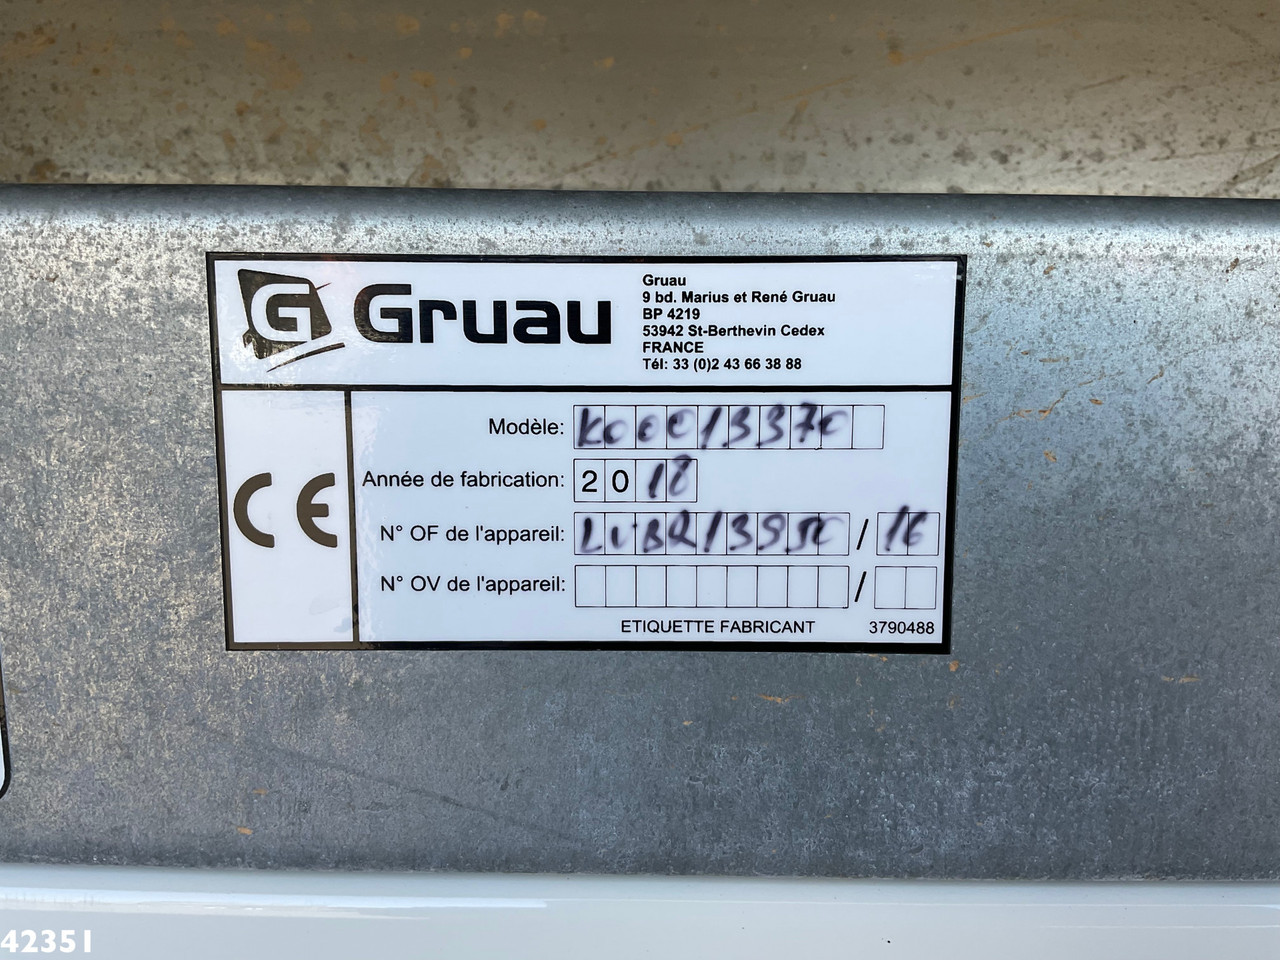 G Gruau
Gruau
9 bd. Marius et René Gruau
BP 4219
53942 St-Berthevin Cedex
FRANCE
Tél: 33 (0)2 43 66 38 88
CE
Modèle: K00013370
Année de fabrication: 2018
N° OF de l'appareil: / 16
N° OV de l'appareil: /
ETIQUETTE FABRICANT 3790488
42351